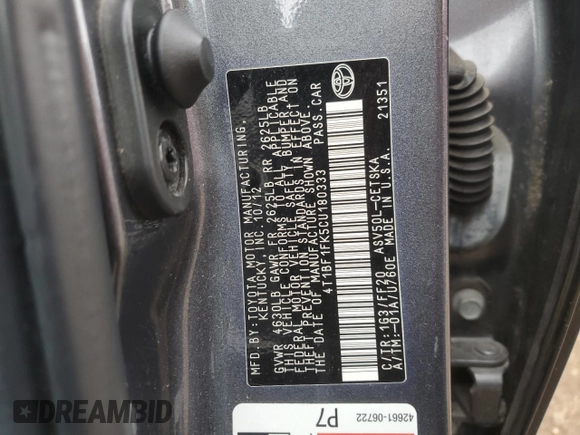 MFD. BY: TOYOTA MOTOR MANUFACTURING,
KENTUCKY, INC. 10/12
GVWR 4630LB GAWR FR 2625LB RR 2625LB
THIS VEHICLE CONFORMS TO ALL APPLICABLE
FEDERAL MOTOR VEHICLE SAFETY BUMPER AND
THEFT PREVENTION STANDARDS IN EFFECT ON
THE DATE OF MANUFACTURE SHOWN ABOVE.
4T1BF1FK5CU180333 PASS.CAR
C/TR:1G3/FF20 ASV50L-CETSKA
A/TM:-01A/U760E MADE IN U.S.A. 21351
42661-06722
P7
DREAMBID